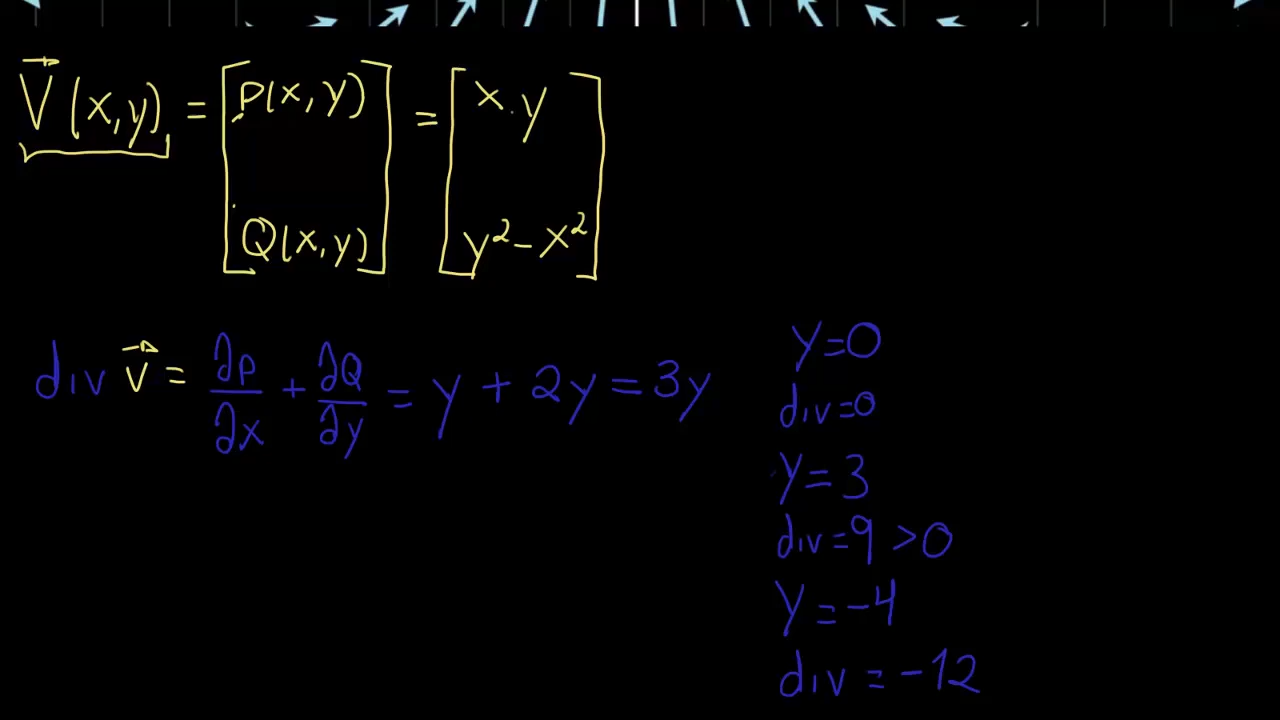 V⃗(x,y) = [P(x,y) Q(x,y)] = [x·y y²−x²]
div v⃗ = ∂P/∂x + ∂Q/∂y = y + 2y = 3y
y=0
div=0
y=3
div=9 >0
y=−4
div=−12